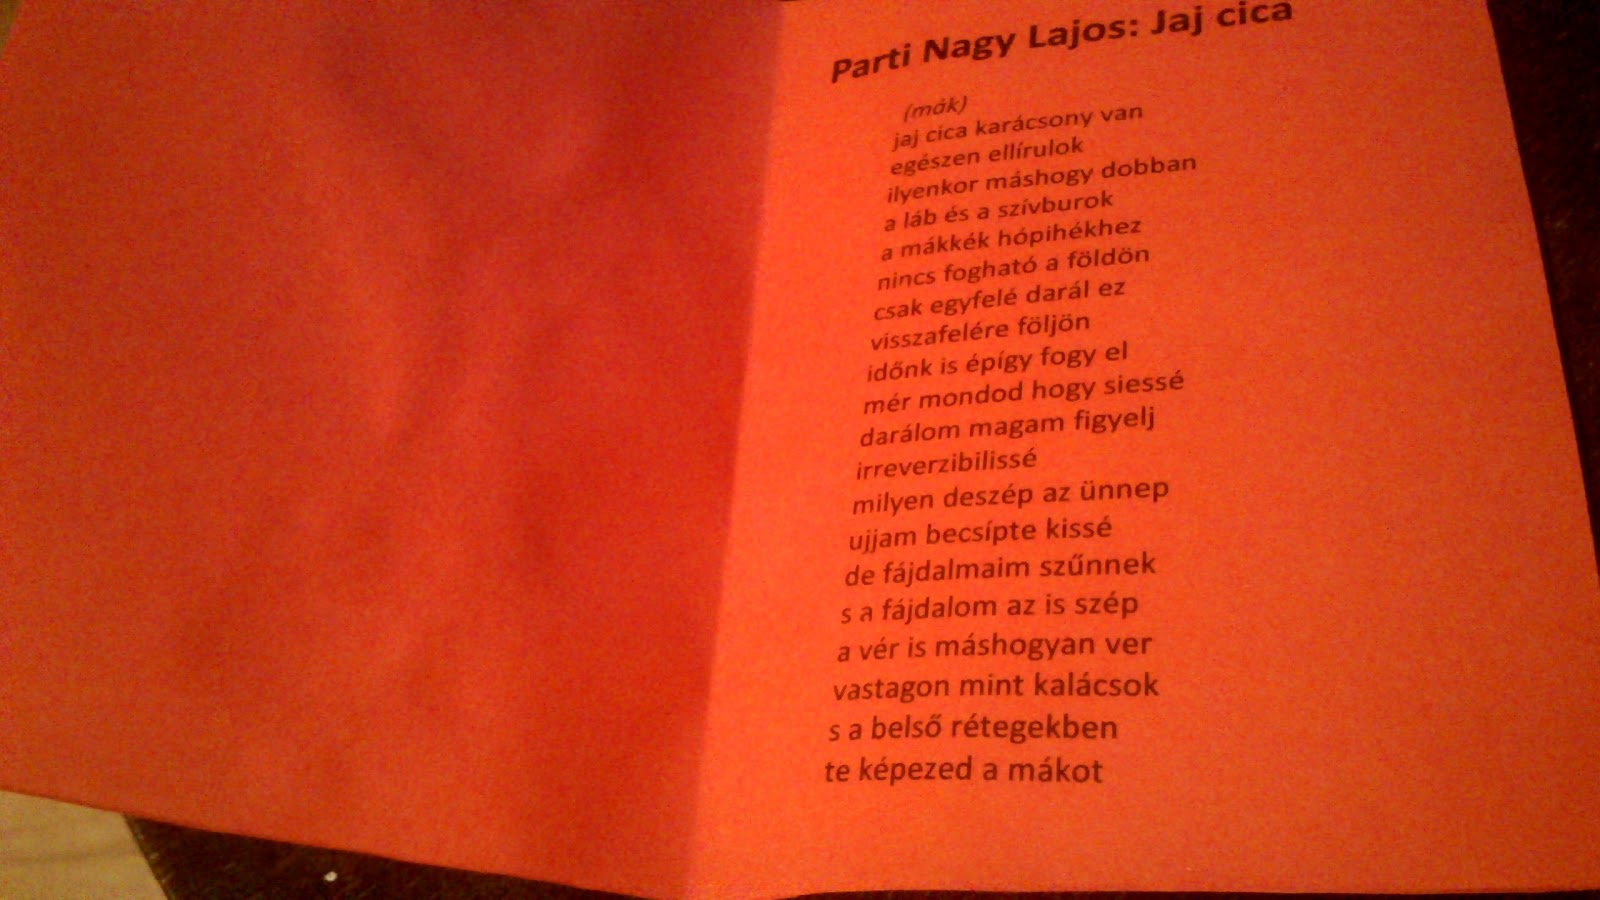 Parti Nagy Lajos: Jaj cica
(mák)
jaj cica karácsony van
egészen ellírulok
ilyenkor máshogy dobban
a láb és a szívburok
a mákkék hópihékhez
nincs fogható a földön
csak egyfelé darál ez
visszafelére följön
időnk is épígy fogy el
mér mondod hogy siessé
darálom magam figyelj
irreverzibilissé
milyen deszép az ünnep
ujjam becsípte kissé
de fájdalmaim szűnnek
s a fájdalom az is szép
a vér is máshogyan ver
vastagon mint kalácsok
s a belső rétegekben
te képezed a mákot